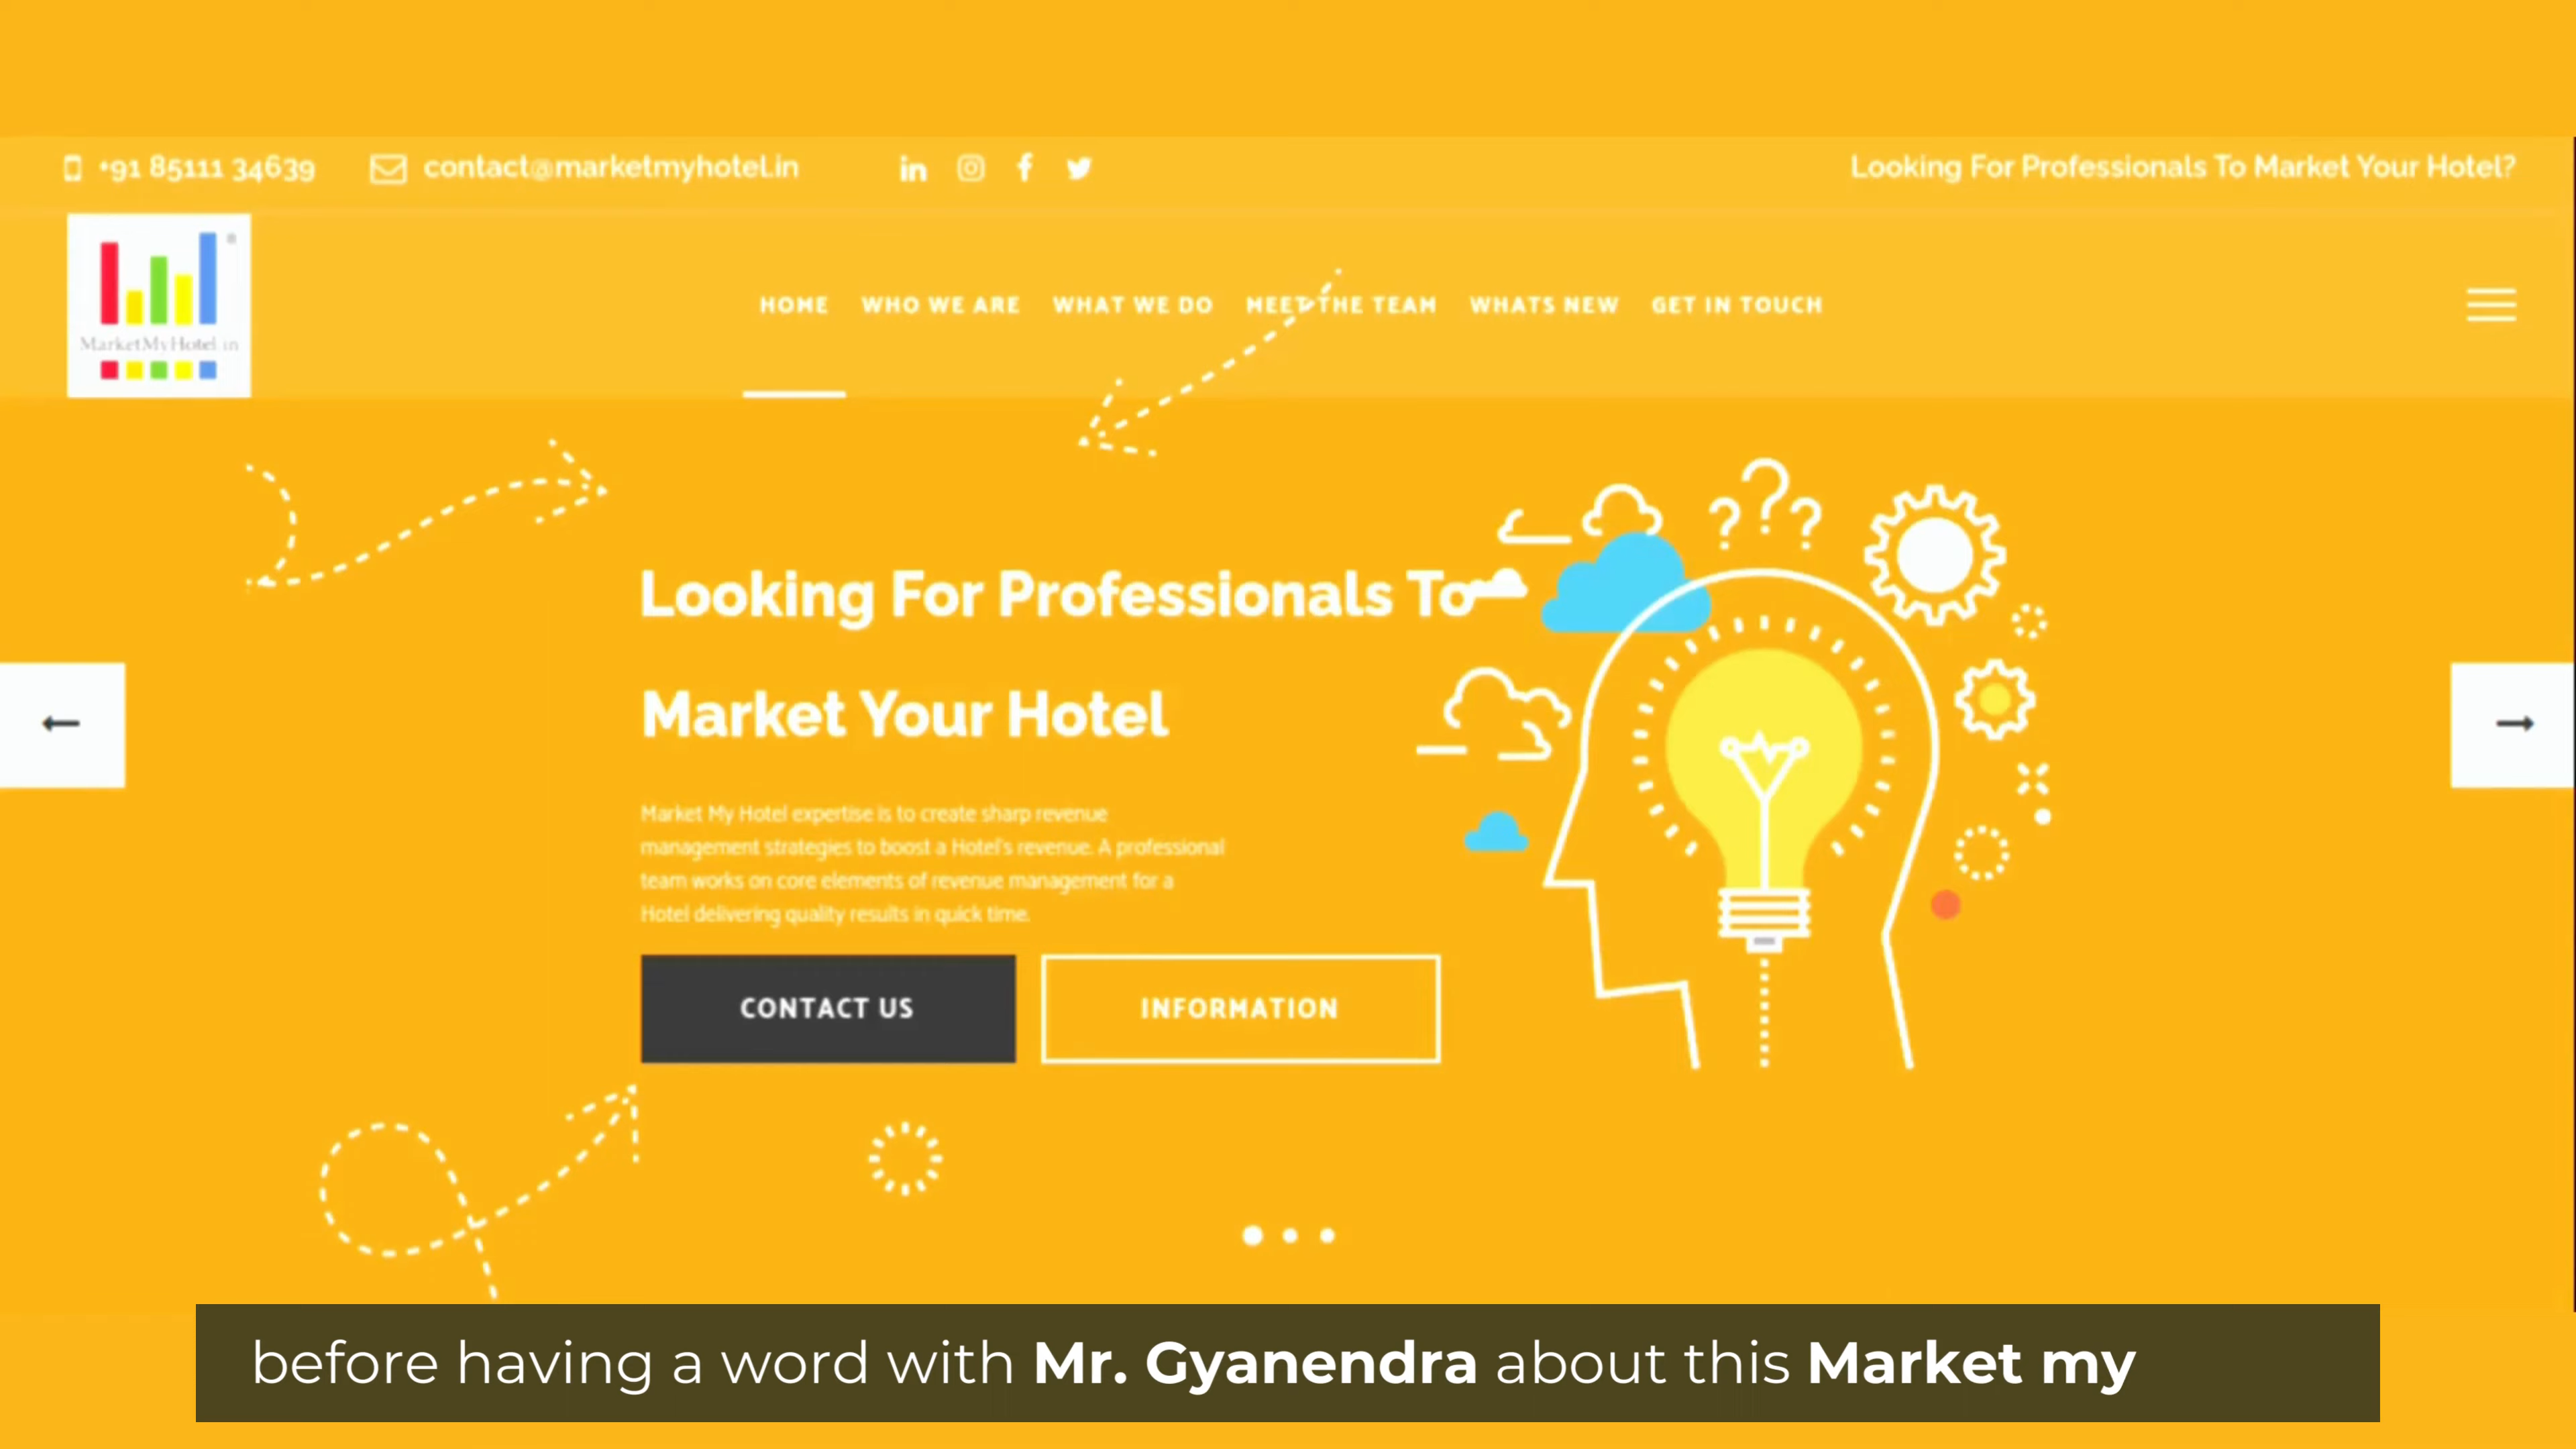 +91 85111 34639 contact@marketmyhotel.in Looking For Professionals To Market Your Hotel?
MarketMyHotel.in
HOME WHO WE ARE WHAT WE DO MEET THE TEAM WHATS NEW GET IN TOUCH
Looking For Professionals To
Market Your Hotel
Market My Hotel expertise is to create sharp revenue
management strategies to boost a Hotel's revenue. A professional
team works on core elements of revenue management for a
Hotel delivering quality results in quick time.
CONTACT US INFORMATION
before having a word with Mr. Gyanendra about this Market my